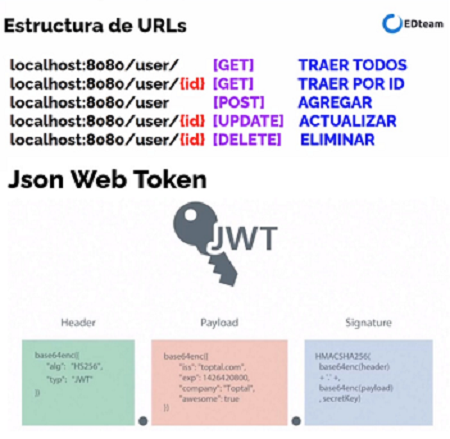 Estructura de URLs
EDteam
localhost:8080/user/ [GET] TRAER TODOS
localhost:8080/user/{id} [GET] TRAER POR ID
localhost:8080/user [POST] AGREGAR
localhost:8080/user/{id} [UPDATE] ACTUALIZAR
localhost:8080/user/{id} [DELETE] ELIMINAR
Json Web Token
JWT
Header
Payload
Signature
base64enc({
"alg": "HS256",
"typ": "JWT"
})
base64enc({
"iss": "toptal.com",
"exp": 1426420800,
"company": "Toptal",
"awesome": true
})
HMACSHA256(
base64enc(header)
+ '.' +,
base64enc(payload)
, secretKey)